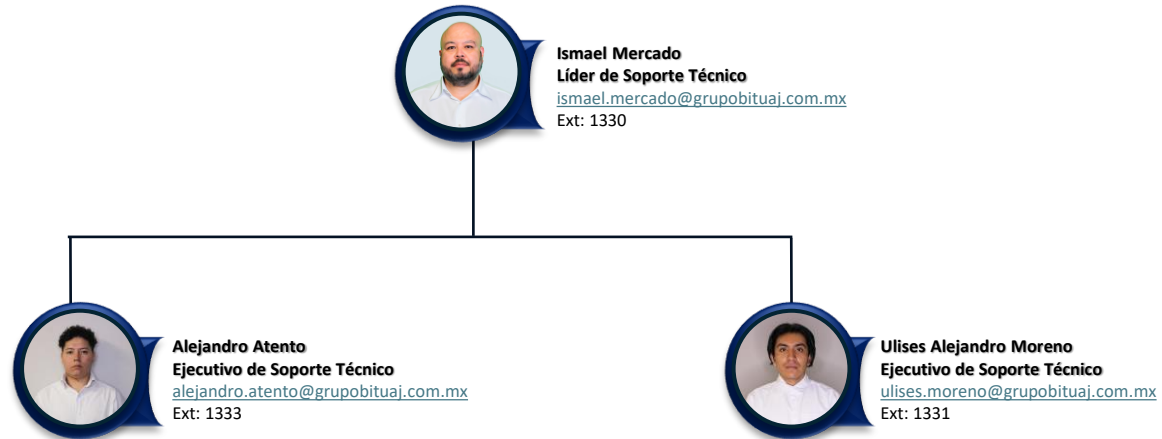 Ismael Mercado
Líder de Soporte Técnico
ismael.mercado@grupobituaj.com.mx
Ext: 1330
Alejandro Atento
Ejecutivo de Soporte Técnico
alejandro.atento@grupobituaj.com.mx
Ext: 1333
Ulises Alejandro Moreno
Ejecutivo de Soporte Técnico
ulises.moreno@grupobituaj.com.mx
Ext: 1331